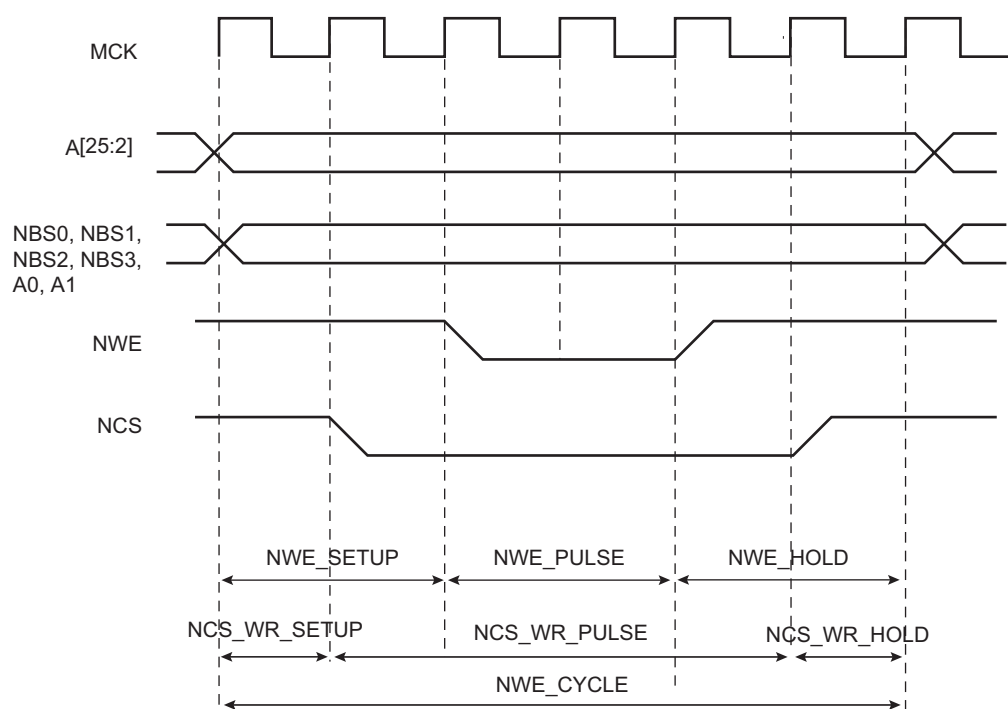 MCK
A[25:2]
NBS0, NBS1,
NBS2, NBS3,
A0, A1
NWE
NCS
NWE_SETUP NWE_PULSE NWE_HOLD
NCS_WR_SETUP NCS_WR_PULSE NCS_WR_HOLD
NWE_CYCLE